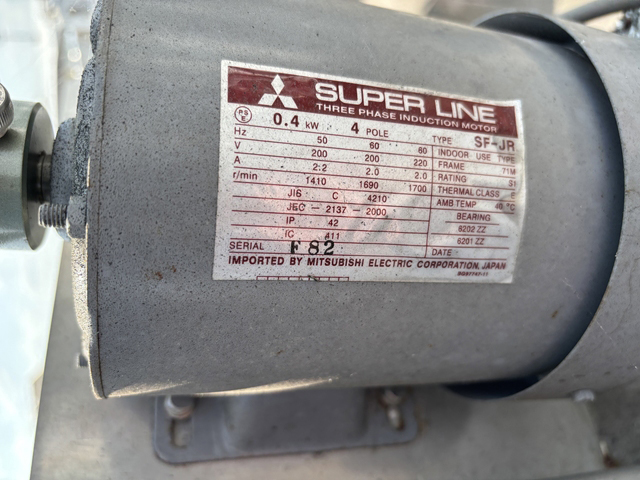 SUPER LINE
THREE PHASE INDUCTION MOTOR
PS E 0.4 kW 4 POLE TYPE SF-JR
Hz 50 60 60 INDOOR USE TYPE
V 200 200 220 FRAME 71M
A 2.2 2.0 2.0 RATING S1
r/min 1410 1690 1700 THERMAL CLASS E
JIS C 4210 AMB TEMP 40 °C
JEC-2137-2000 BEARING
IP 42 6202 ZZ
IC 411 6201 ZZ
SERIAL F 82 DATE
IMPORTED BY MITSUBISHI ELECTRIC CORPORATION, JAPAN